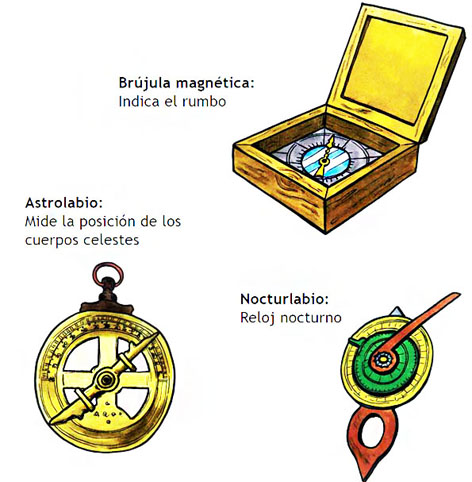 Brújula magnética:
Indica el rumbo
Astrolabio:
Mide la posición de los
cuerpos celestes
Nocturlabio:
Reloj nocturno